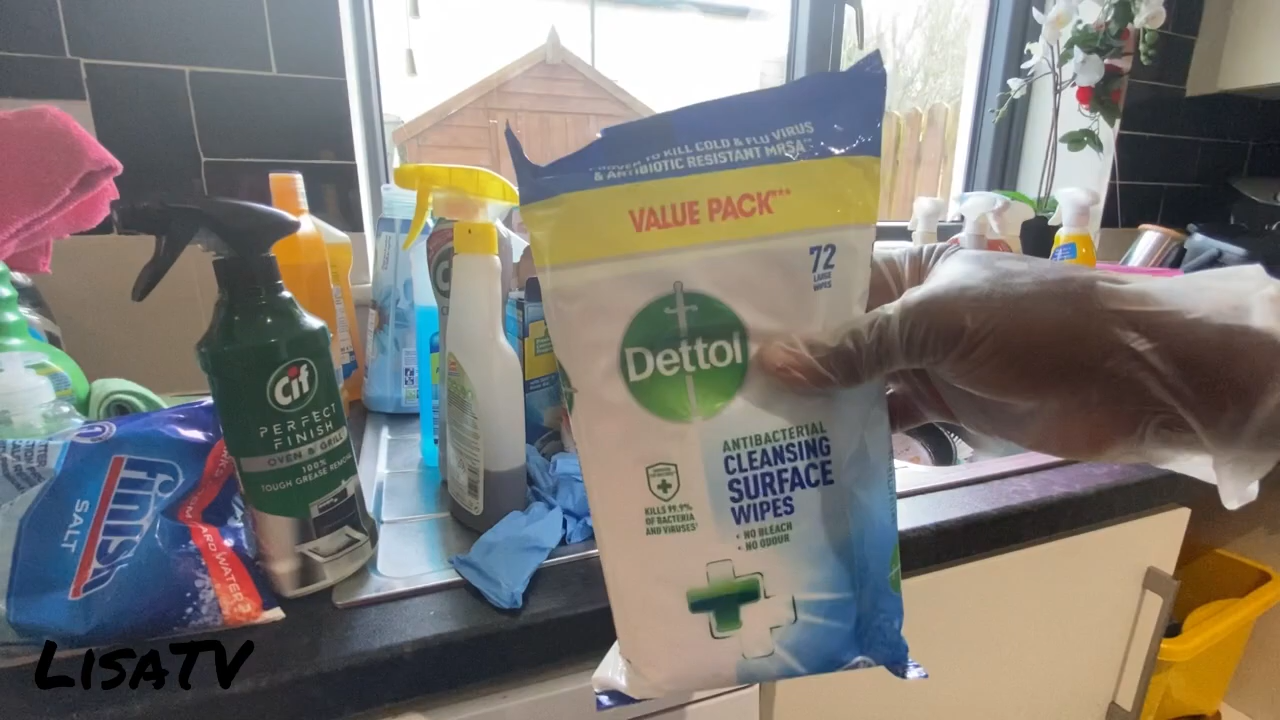 PROVEN TO KILL COLD & FLU VIRUS
& ANTIBIOTIC RESISTANT MRSA
VALUE PACK***
72
LARGE
WIPES
Dettol
ANTIBACTERIAL
CLEANSING
SURFACE
WIPES
• NO BLEACH
• NO ODOUR
KILLS 99.9%
OF BACTERIA
AND VIRUSES
Cif
PERFECT
FINISH
OVEN & GRILL
100%
TOUGH GREASE REMOVAL
finish
SALT
HARD WATER
LISATV